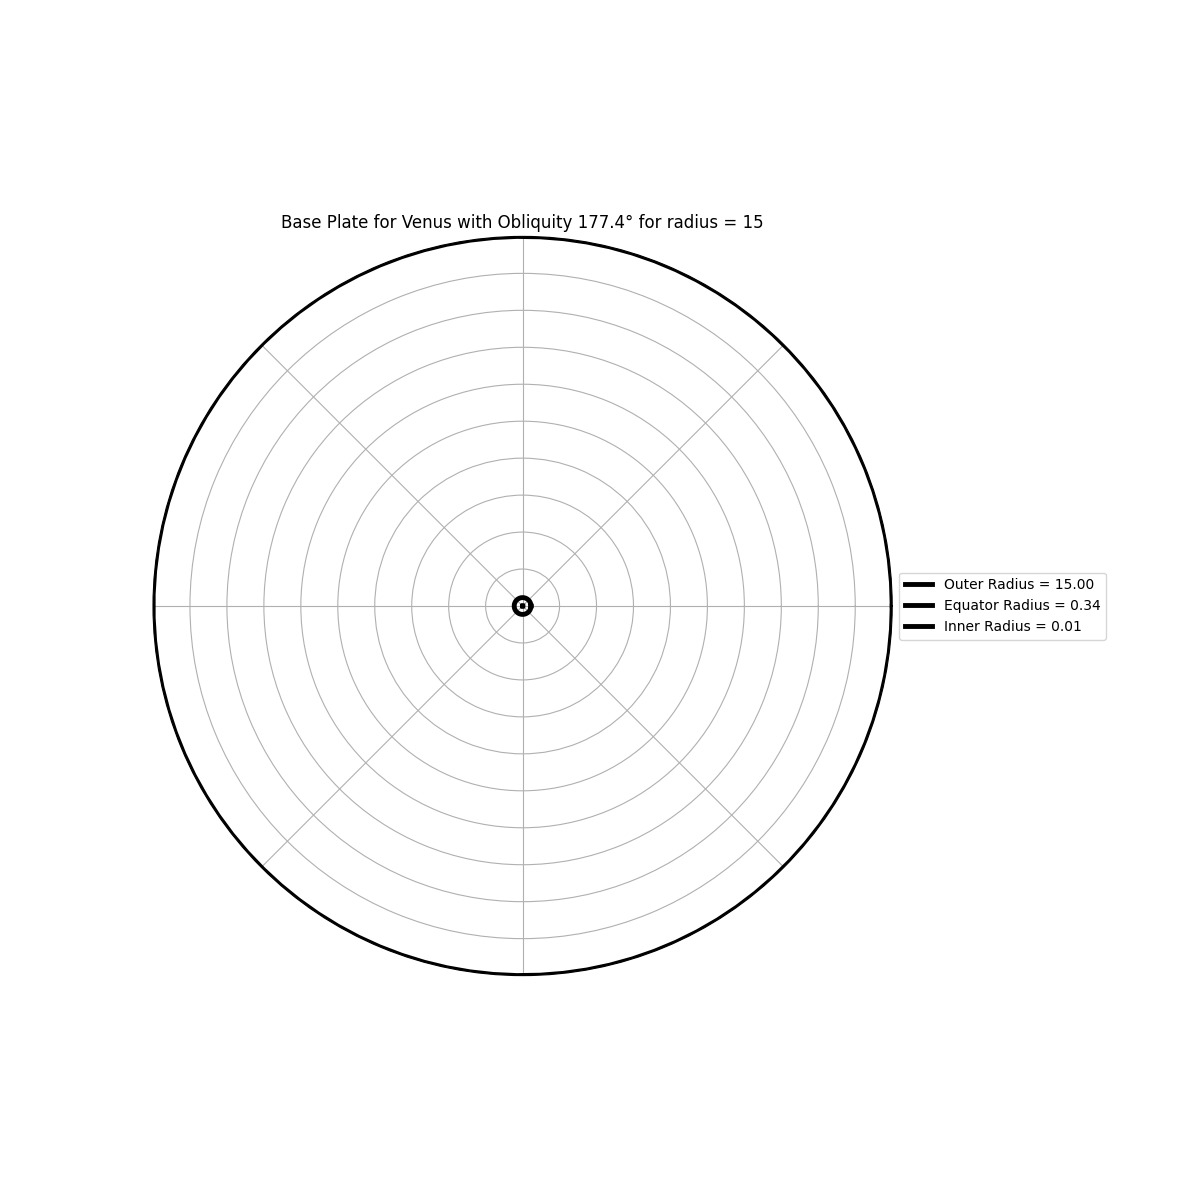 Base Plate for Venus with Obliquity 177.4° for radius = 15
Outer Radius = 15.00
Equator Radius = 0.34
Inner Radius = 0.01